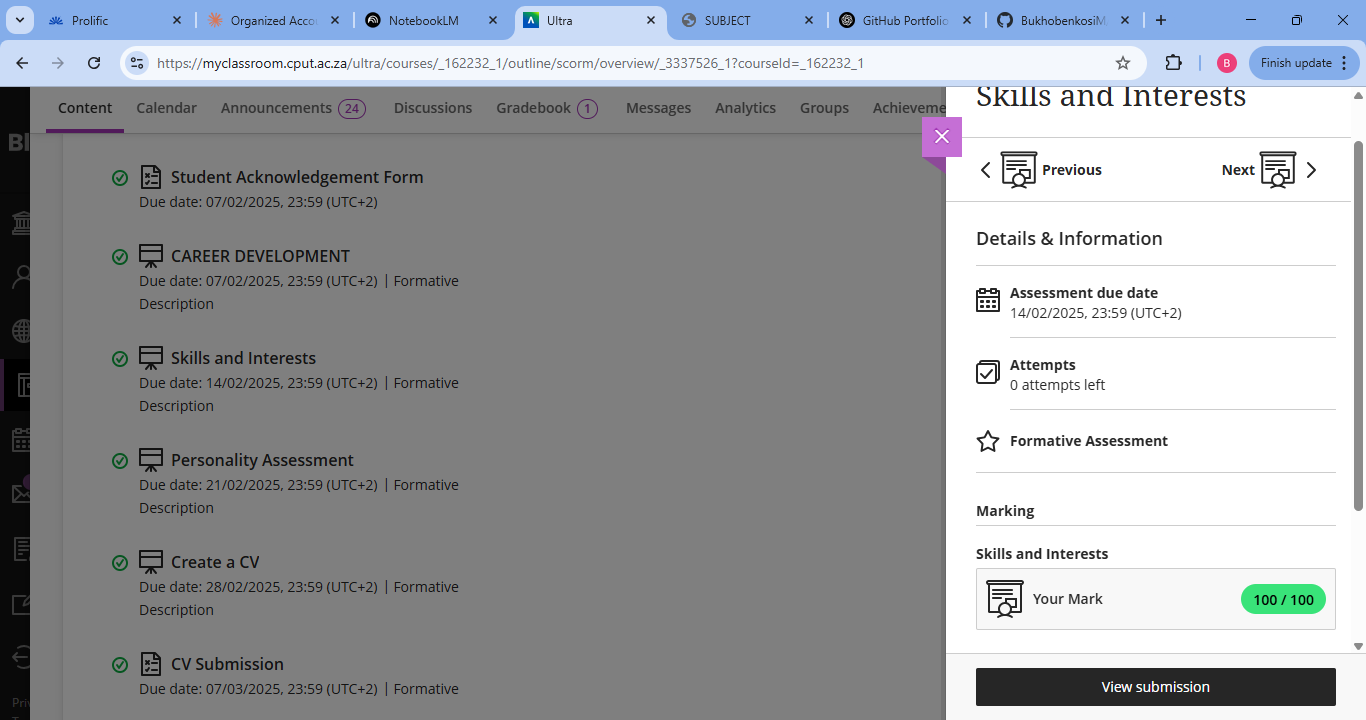 Prolific
Organized Acco
NotebookLM
Ultra
SUBJECT
GitHub Portfolio
BukhobenkosiM
https://myclassroom.cput.ac.za/ultra/courses/_162232_1/outline/scorm/overview/_3337526_1?courseId=_162232_1
B
Finish update
Content
Calendar
Announcements 24
Discussions
Gradebook 1
Messages
Analytics
Groups
Achieveme
Student Acknowledgement Form
Due date: 07/02/2025, 23:59 (UTC+2)
CAREER DEVELOPMENT
Due date: 07/02/2025, 23:59 (UTC+2) | Formative
Description
Skills and Interests
Due date: 14/02/2025, 23:59 (UTC+2) | Formative
Description
Personality Assessment
Due date: 21/02/2025, 23:59 (UTC+2) | Formative
Description
Create a CV
Due date: 28/02/2025, 23:59 (UTC+2) | Formative
Description
CV Submission
Due date: 07/03/2025, 23:59 (UTC+2) | Formative
Skills and Interests
Previous
Next
Details & Information
Assessment due date
14/02/2025, 23:59 (UTC+2)
Attempts
0 attempts left
Formative Assessment
Marking
Skills and Interests
Your Mark
100 / 100
View submission